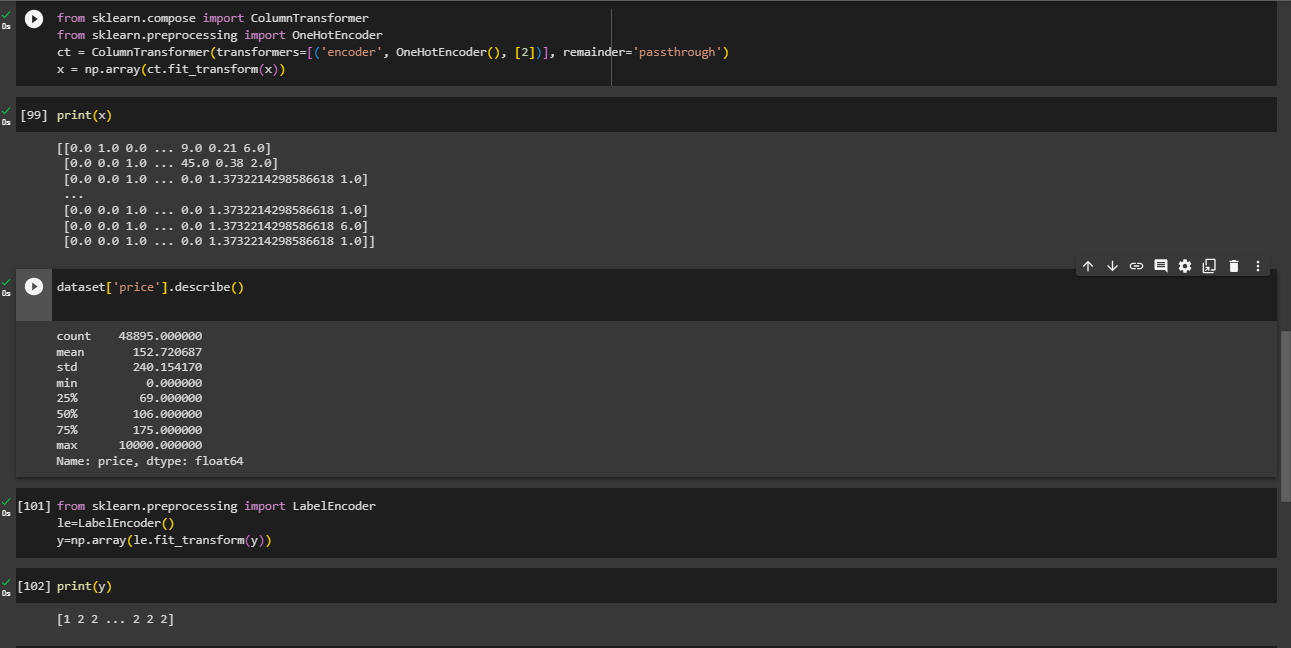 from sklearn.compose import ColumnTransformer
0s
from sklearn.preprocessing import OneHotEncoder
ct = ColumnTransformer(transformers=[('encoder', OneHotEncoder(), [2])], remainder='passthrough')
x = np.array(ct.fit_transform(x))
[99] print(x)
0s
[[0.0 1.0 0.0 ... 9.0 0.21 6.0]
[0.0 0.0 1.0 ... 45.0 0.38 2.0]
[0.0 0.0 1.0 ... 0.0 1.3732214298586618 1.0]
...
[0.0 0.0 1.0 ... 0.0 1.3732214298586618 1.0]
[0.0 0.0 1.0 ... 0.0 1.3732214298586618 6.0]
[0.0 0.0 1.0 ... 0.0 1.3732214298586618 1.0]]
dataset['price'].describe()
0s
count 48895.000000
mean 152.720687
std 240.154170
min 0.000000
25% 69.000000
50% 106.000000
75% 175.000000
max 10000.000000
Name: price, dtype: float64
[101] from sklearn.preprocessing import LabelEncoder
0s
le=LabelEncoder()
y=np.array(le.fit_transform(y))
[102] print(y)
0s
[1 2 2 ... 2 2 2]